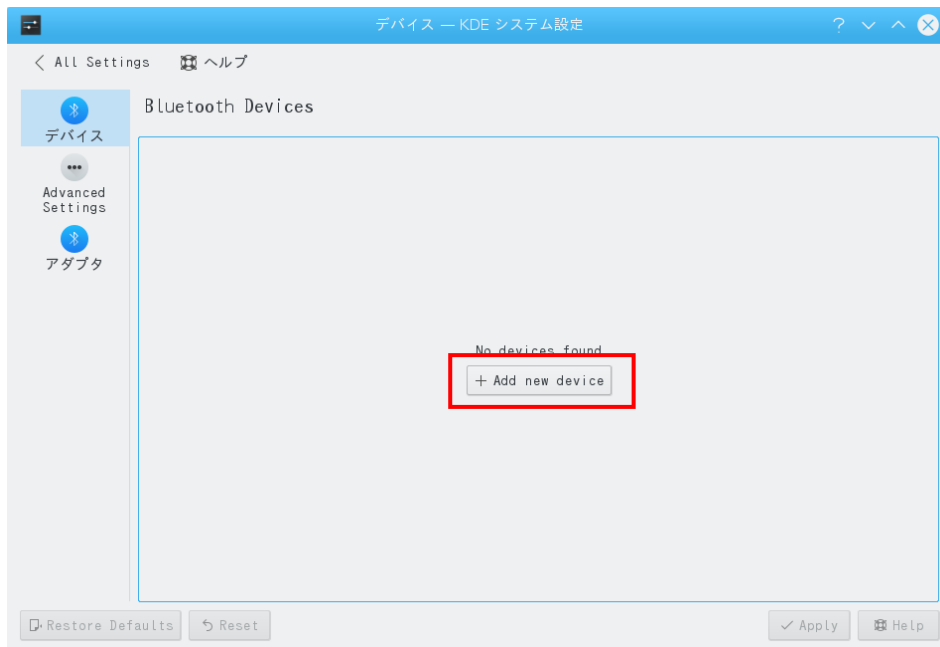 デバイス — KDE システム設定
All Settings ヘルプ
デバイス
Advanced
Settings
アダプタ
Bluetooth Devices
No devices found
+ Add new device
Restore Defaults Reset Apply Help